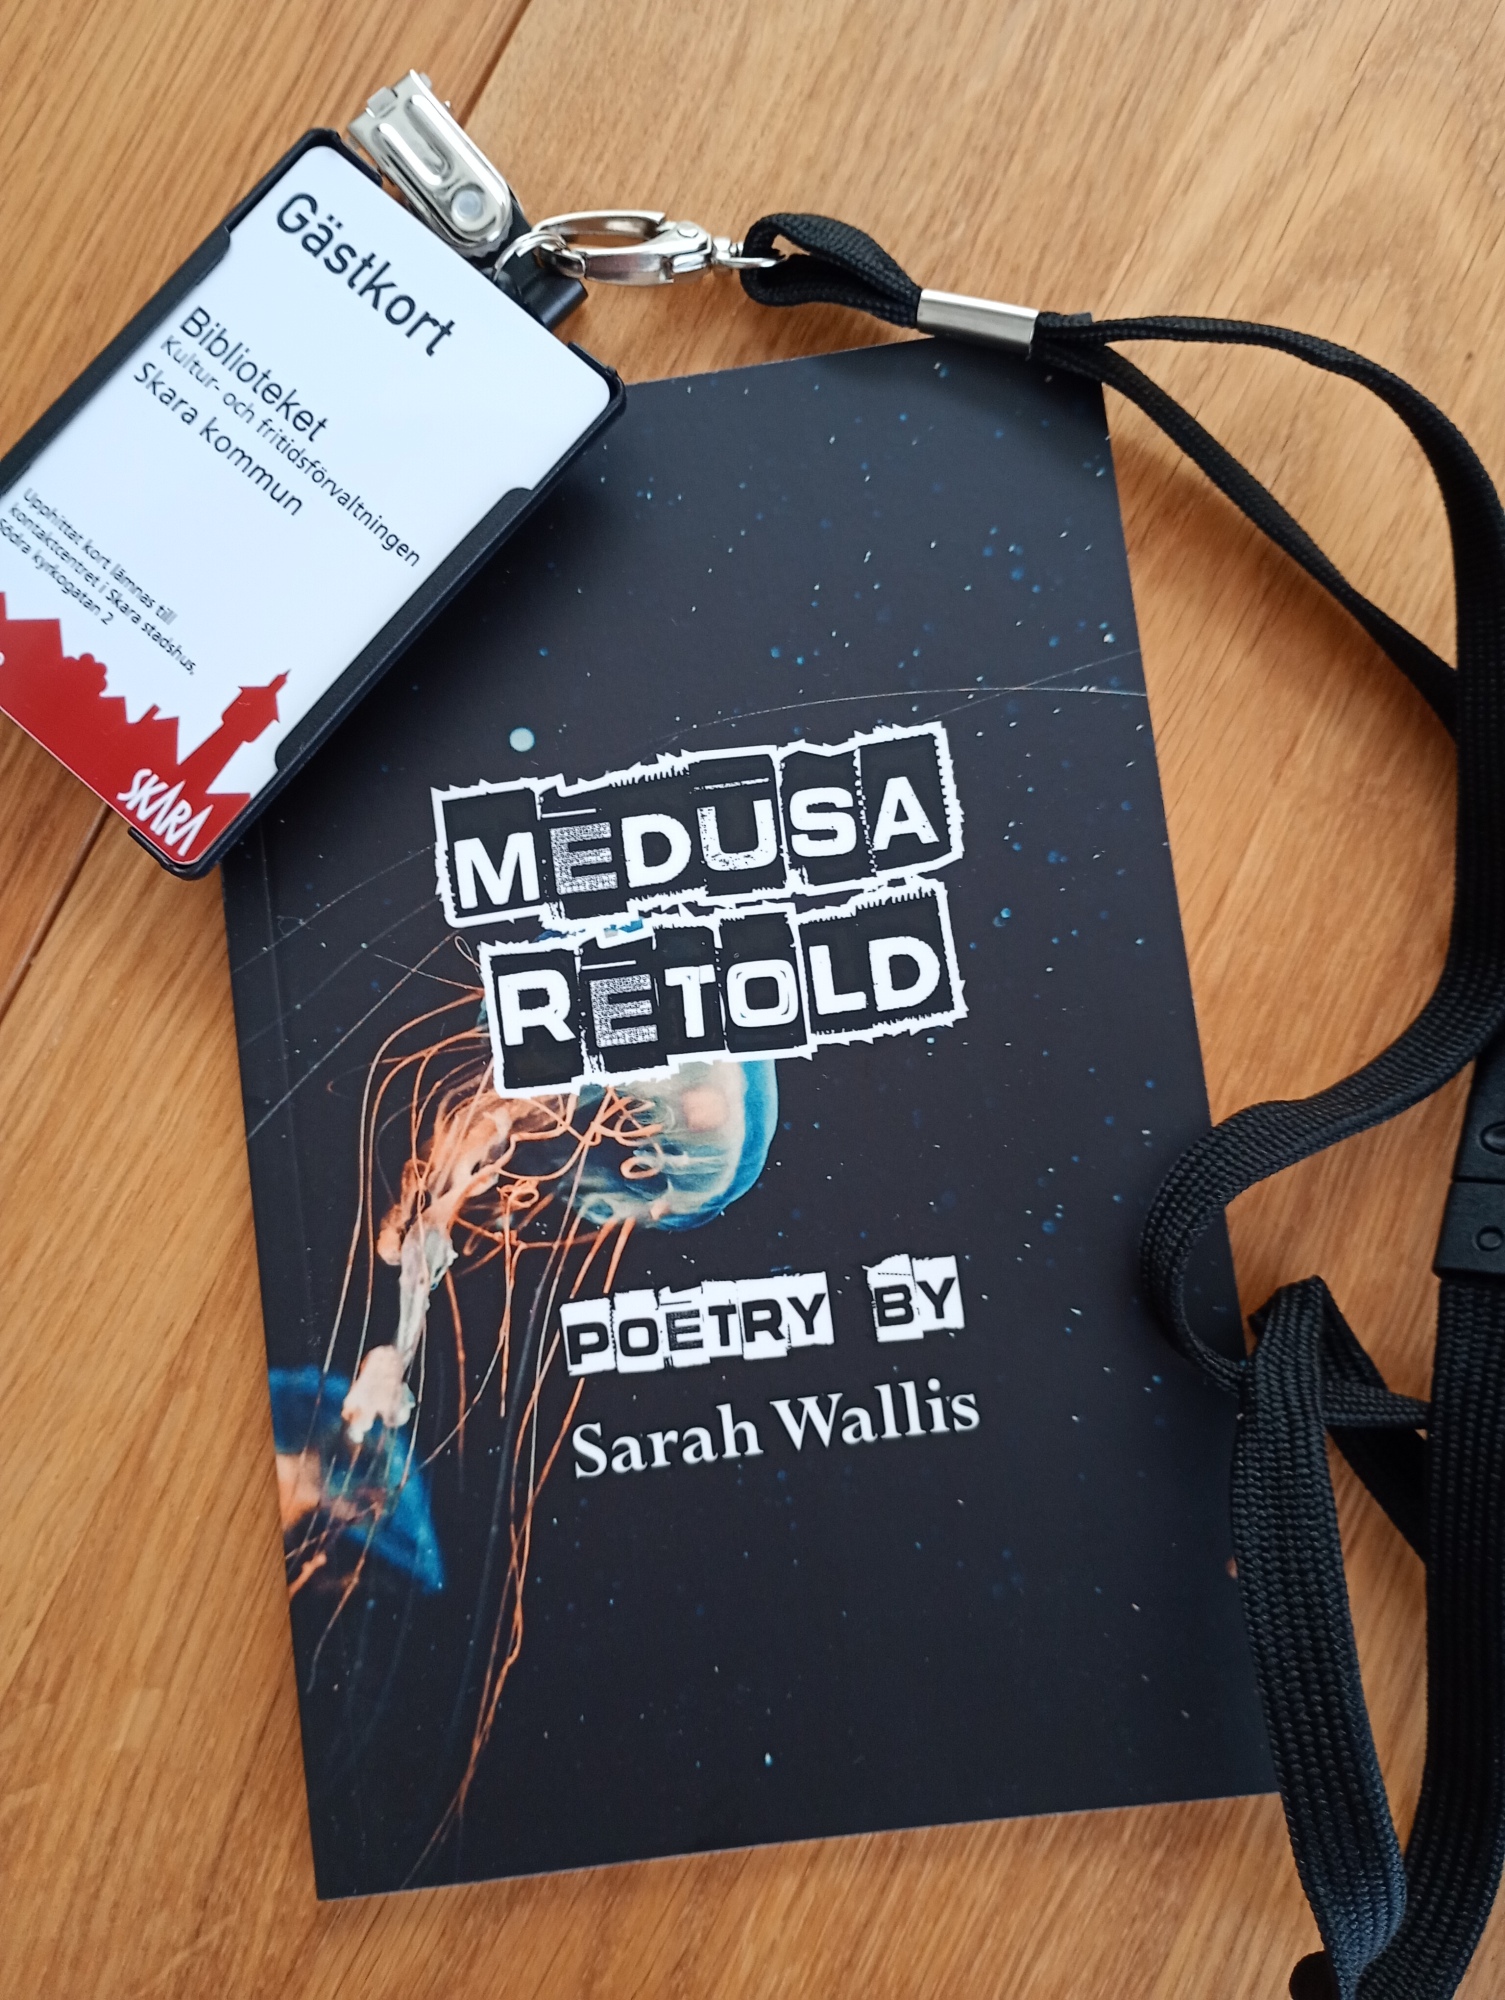 Gästkort
Biblioteket
Kultur- och fritidsförvaltningen
Skara kommun
Upphittat kort lämnas till
kontaktcentret i Skara stadshus,
Södra kyrkogatan 2
SKARA
MEDUSA
RETOLD
POETRY BY
Sarah Wallis